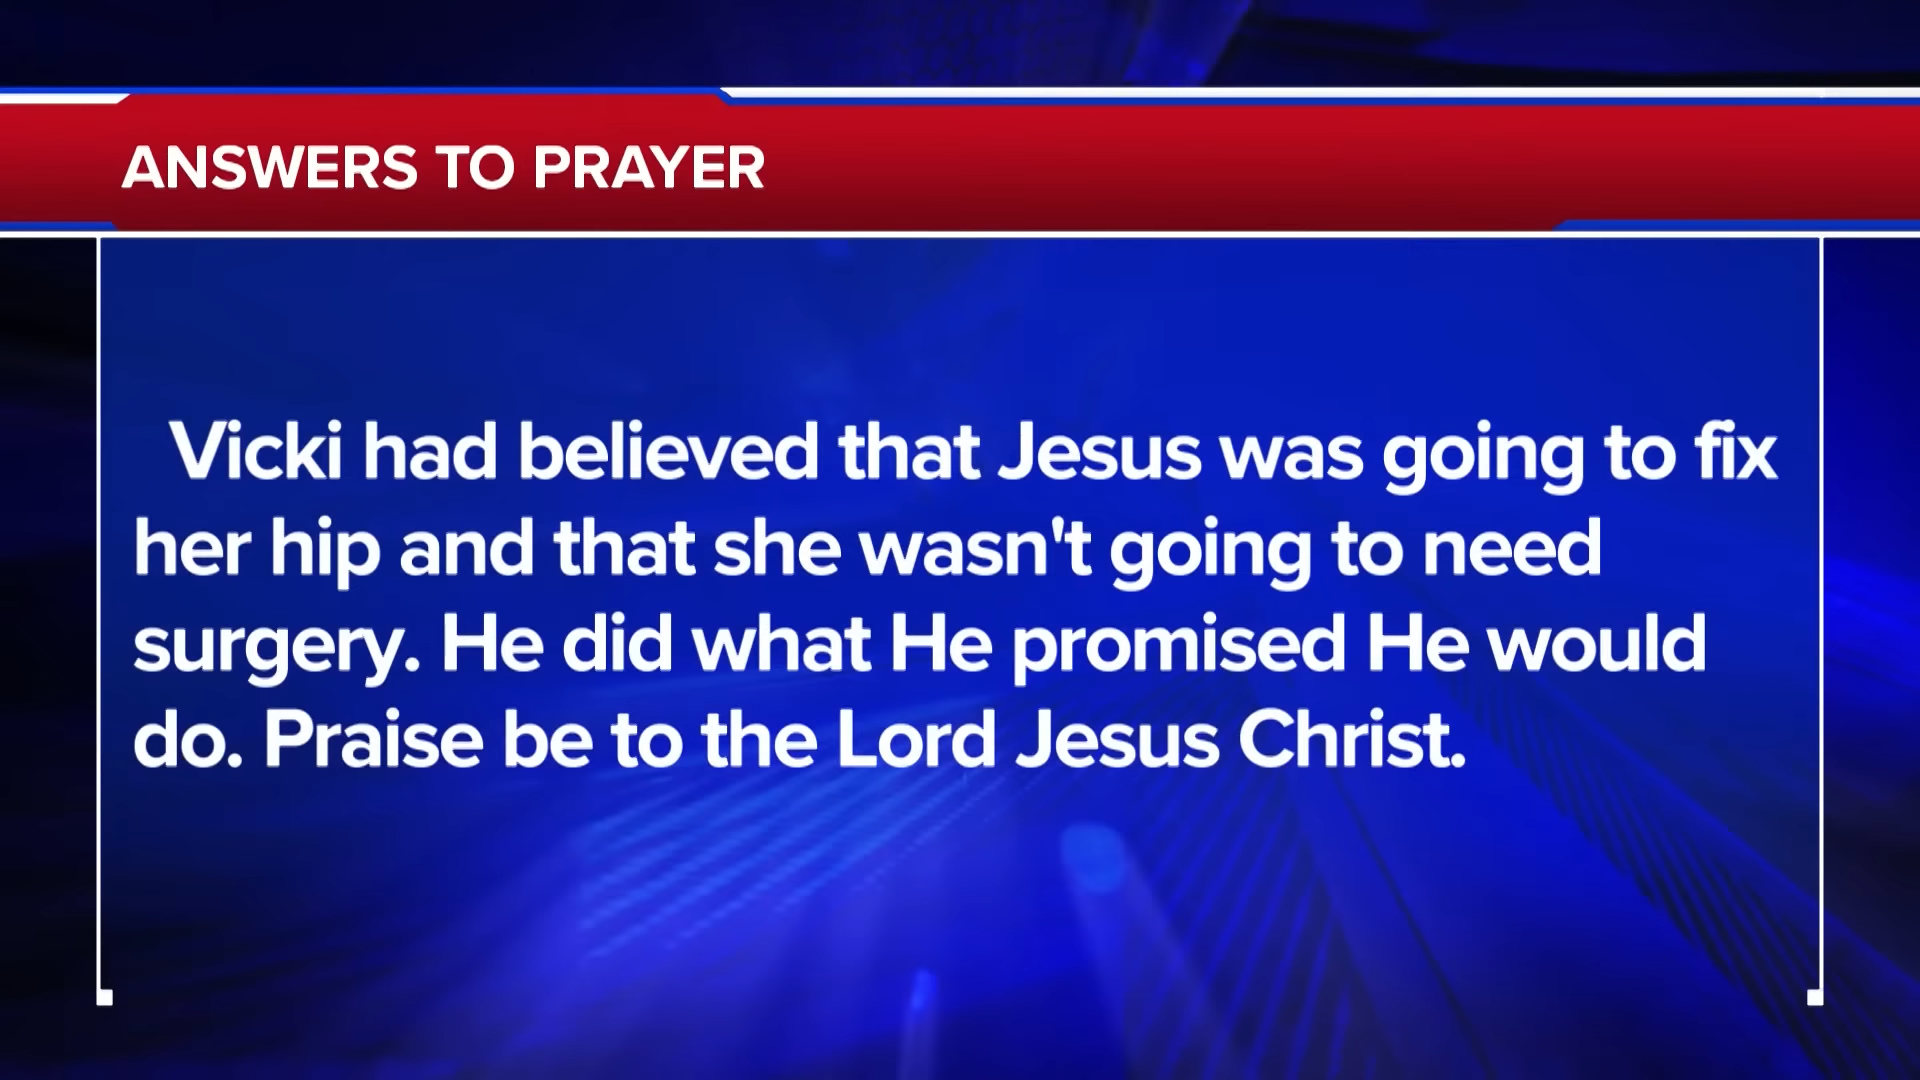 ANSWERS TO PRAYER
Vicki had believed that Jesus was going to fix
her hip and that she wasn't going to need
surgery. He did what He promised He would
do. Praise be to the Lord Jesus Christ.